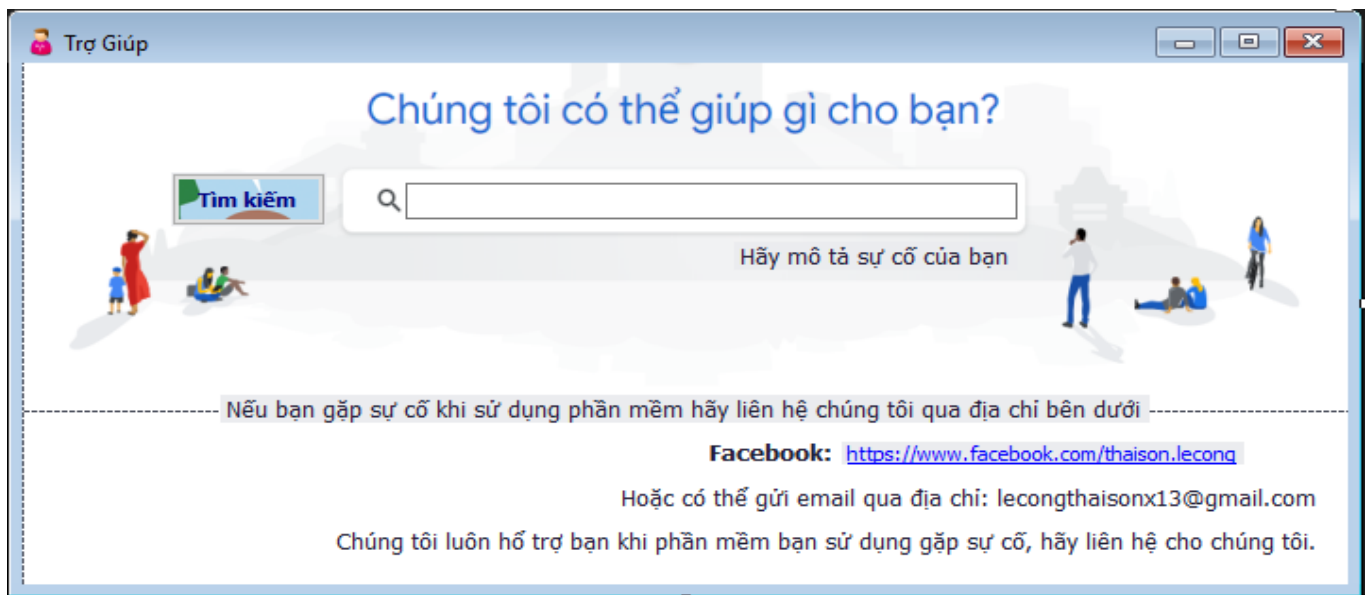 Trợ Giúp
Chúng tôi có thể giúp gì cho bạn?
Tìm kiếm
Hãy mô tả sự cố của bạn
Nếu bạn gặp sự cố khi sử dụng phần mềm hãy liên hệ chúng tôi qua địa chỉ bên dưới
Facebook: https://www.facebook.com/thaison.lecong
Hoặc có thể gửi email qua địa chỉ: lecongthaisonx13@gmail.com
Chúng tôi luôn hổ trợ bạn khi phần mềm bạn sử dụng gặp sự cố, hãy liên hệ cho chúng tôi.